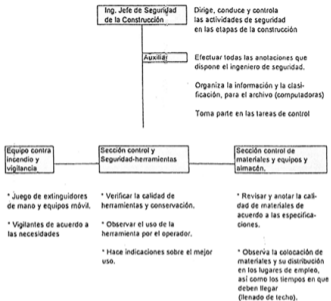 Ing. Jefe de Seguridad
de la Construcción
Dirige, conduce y controla
las actividades de seguridad
en las etapas de la construcción
Auxiliar
Efectuar todas las anotaciones que
dispone el ingeniero de seguridad.
Organiza la información y la clasi-
ficación, para el archivo (computadoras)
Toma parte en las tareas de control
Equipo contra
incendio y
vigilancia
Sección control y
Seguridad-herramientas
Sección control de
materiales y equipos y
almacén.
* Juego de extinguidores
de mano y equipos móvil.
* Vigilantes de acuerdo a
las necesidades
* Verificar la calidad de
herramientas y conservación.
* Observar el uso de la
herramienta por el operador.
* Hace indicaciones sobre el mejor
uso.
* Revisar y anotar la cali-
dad de materiales de
acuerdo a las especifica-
ciones.
* Observa la colocación de
materiales y su distribución
en los lugares de empleo,
así como los tiempos en que
deben llegar
(llenado de techo).